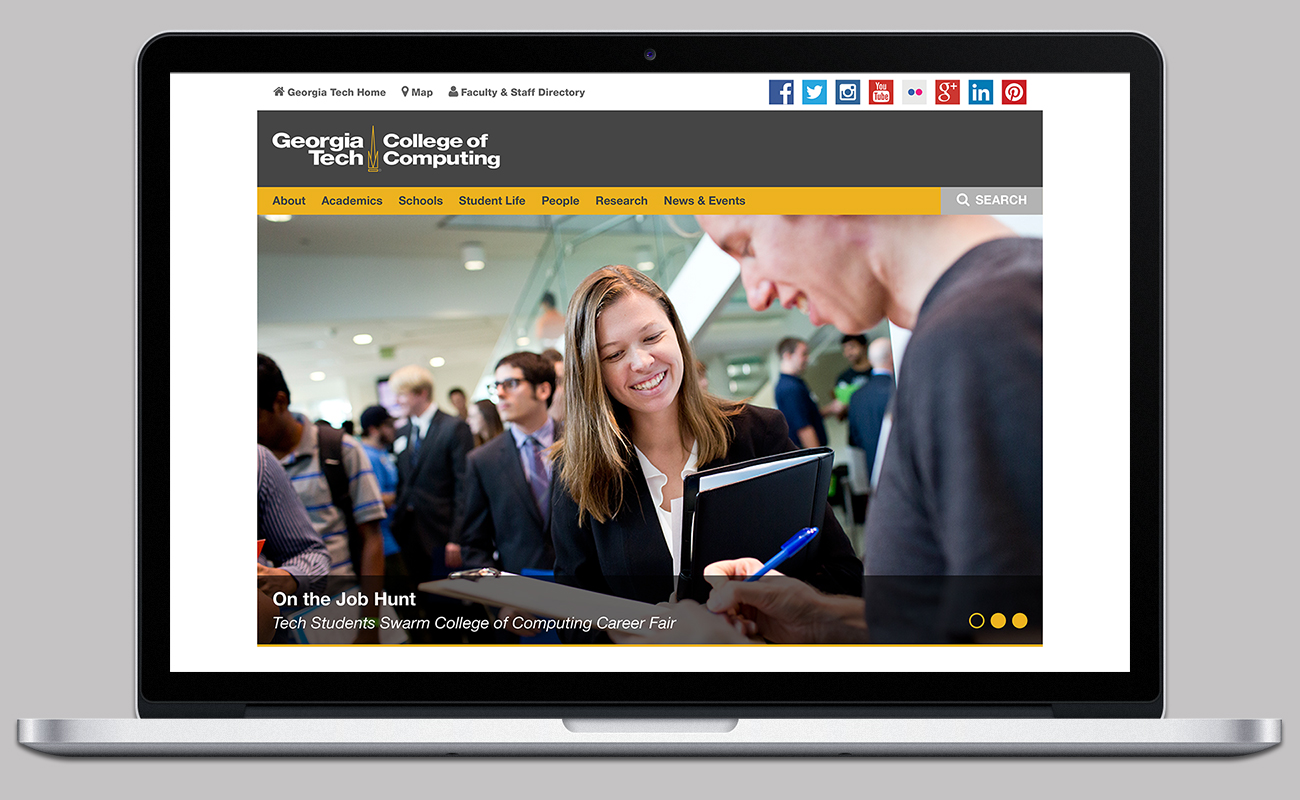 Georgia Tech Home Map Faculty & Staff Directory
You
Tube
g+
in
Georgia
Tech
College of
Computing
About Academics Schools Student Life People Research News & Events
SEARCH
On the Job Hunt
Tech Students Swarm College of Computing Career Fair